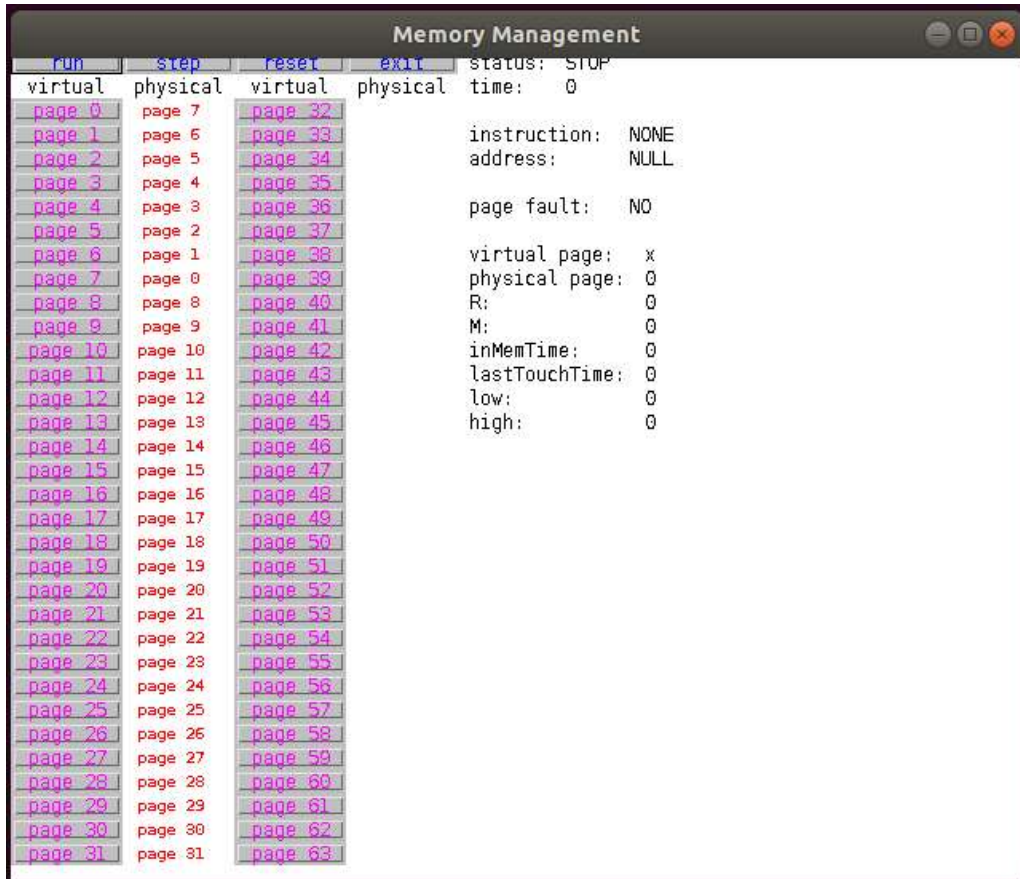 Memory Management
run step reset exit status: STOP
virtual physical virtual physical time: 0
page 0 page 7 page 32
page 1 page 6 page 33 instruction: NONE
page 2 page 5 page 34 address: NULL
page 3 page 4 page 35
page 4 page 3 page 36 page fault: NO
page 5 page 2 page 37
page 6 page 1 page 38 virtual page: x
page 7 page 0 page 39 physical page: 0
page 8 page 8 page 40 R: 0
page 9 page 9 page 41 M: 0
page 10 page 10 page 42 inMemTime: 0
page 11 page 11 page 43 lastTouchTime: 0
page 12 page 12 page 44 low: 0
page 13 page 13 page 45 high: 0
page 14 page 14 page 46
page 15 page 15 page 47
page 16 page 16 page 48
page 17 page 17 page 49
page 18 page 18 page 50
page 19 page 19 page 51
page 20 page 20 page 52
page 21 page 21 page 53
page 22 page 22 page 54
page 23 page 23 page 55
page 24 page 24 page 56
page 25 page 25 page 57
page 26 page 26 page 58
page 27 page 27 page 59
page 28 page 28 page 60
page 29 page 29 page 61
page 30 page 30 page 62
page 31 page 31 page 63